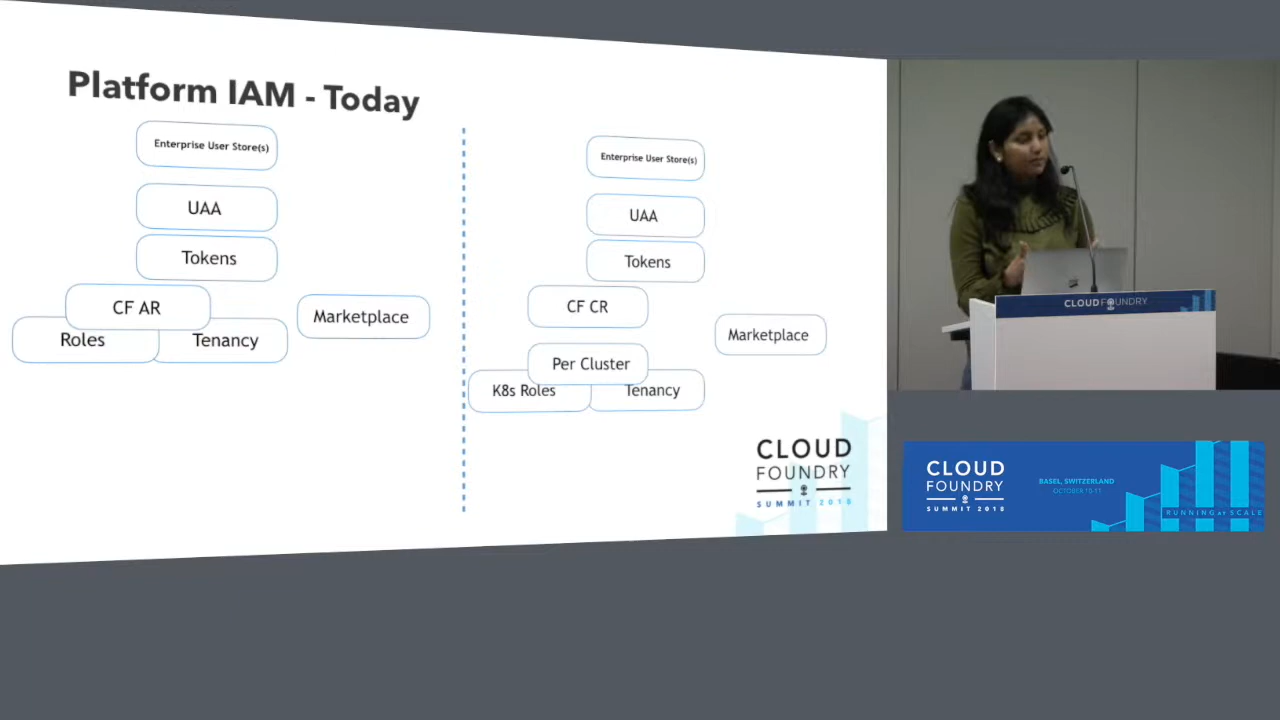 Platform IAM - Today
Enterprise User Store(s)
UAA
Tokens
CF AR
Roles
Tenancy
Marketplace
Enterprise User Store(s)
UAA
Tokens
CF CR
Per Cluster
K8s Roles
Tenancy
Marketplace
CLOUD
FOUNDRY
SUMMIT 2018
CLOUD FOUNDRY
CLOUD
FOUNDRY
SUMMIT 2018
BASEL, SWITZERLAND
OCTOBER 10-11
RUNNING AT SCALE